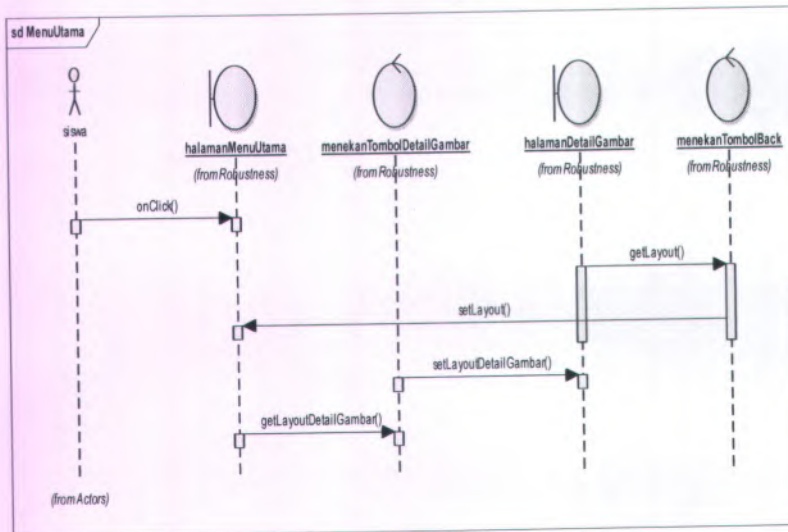 sd MenuUtama
siswa
halamanMenuUtama
menekanTombolDetailGambar
halamanDetailGambar
menekanTombolBack
(from Robustness)
(from Robustness)
(from Robustness)
(from Robustness)
onClick()
getLayout()
setLayout()
setLayoutDetailGambar()
getLayoutDetailGambar()
(from Actors)